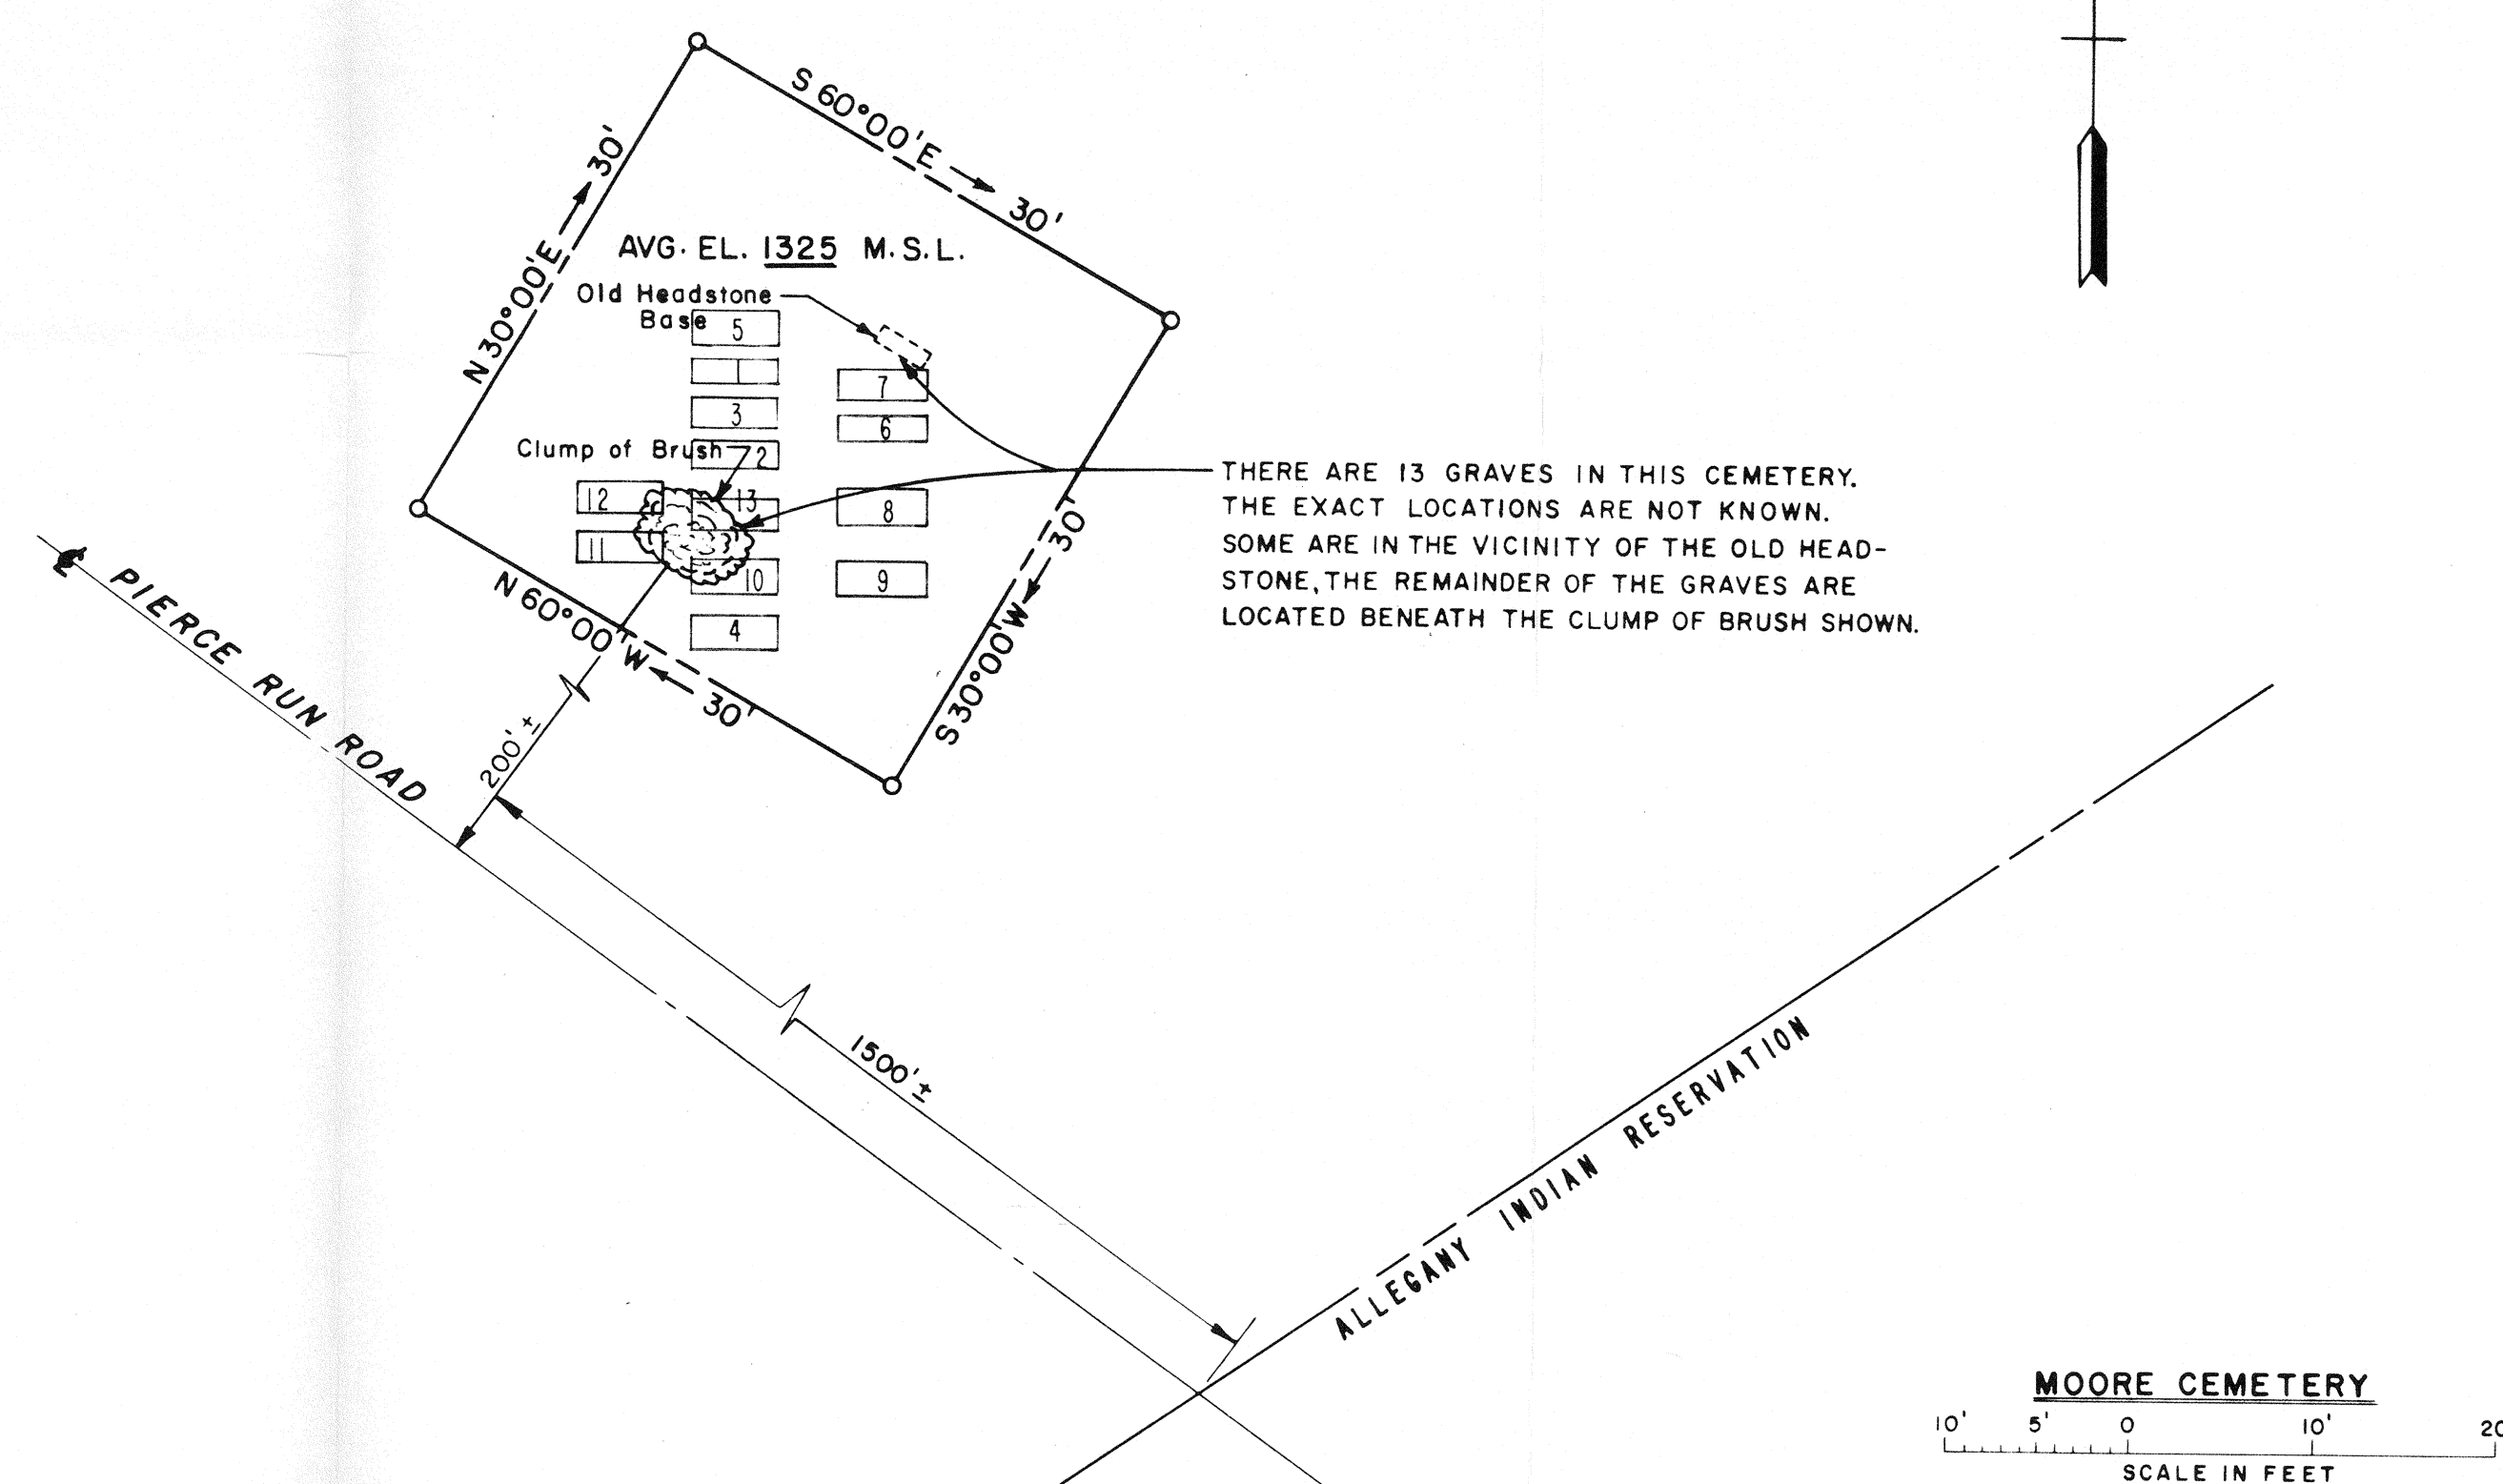 S 60°00'E → 30'
N 30°00'E → 30'
AVG. EL. 1325 M.S.L.
Old Headstone
Base
5
7
3
6
Clump of Brush
2
12
13
8
11
10
9
4
THERE ARE 13 GRAVES IN THIS CEMETERY.
THE EXACT LOCATIONS ARE NOT KNOWN.
SOME ARE IN THE VICINITY OF THE OLD HEAD-
STONE, THE REMAINDER OF THE GRAVES ARE
LOCATED BENEATH THE CLUMP OF BRUSH SHOWN.
N 60°00'W ← 30'
S 30°00'W ← 30'
PIERCE RUN ROAD
200'±
1500'±
ALLEGANY INDIAN RESERVATION
MOORE CEMETERY
10' 5' 0 10' 20
SCALE IN FEET